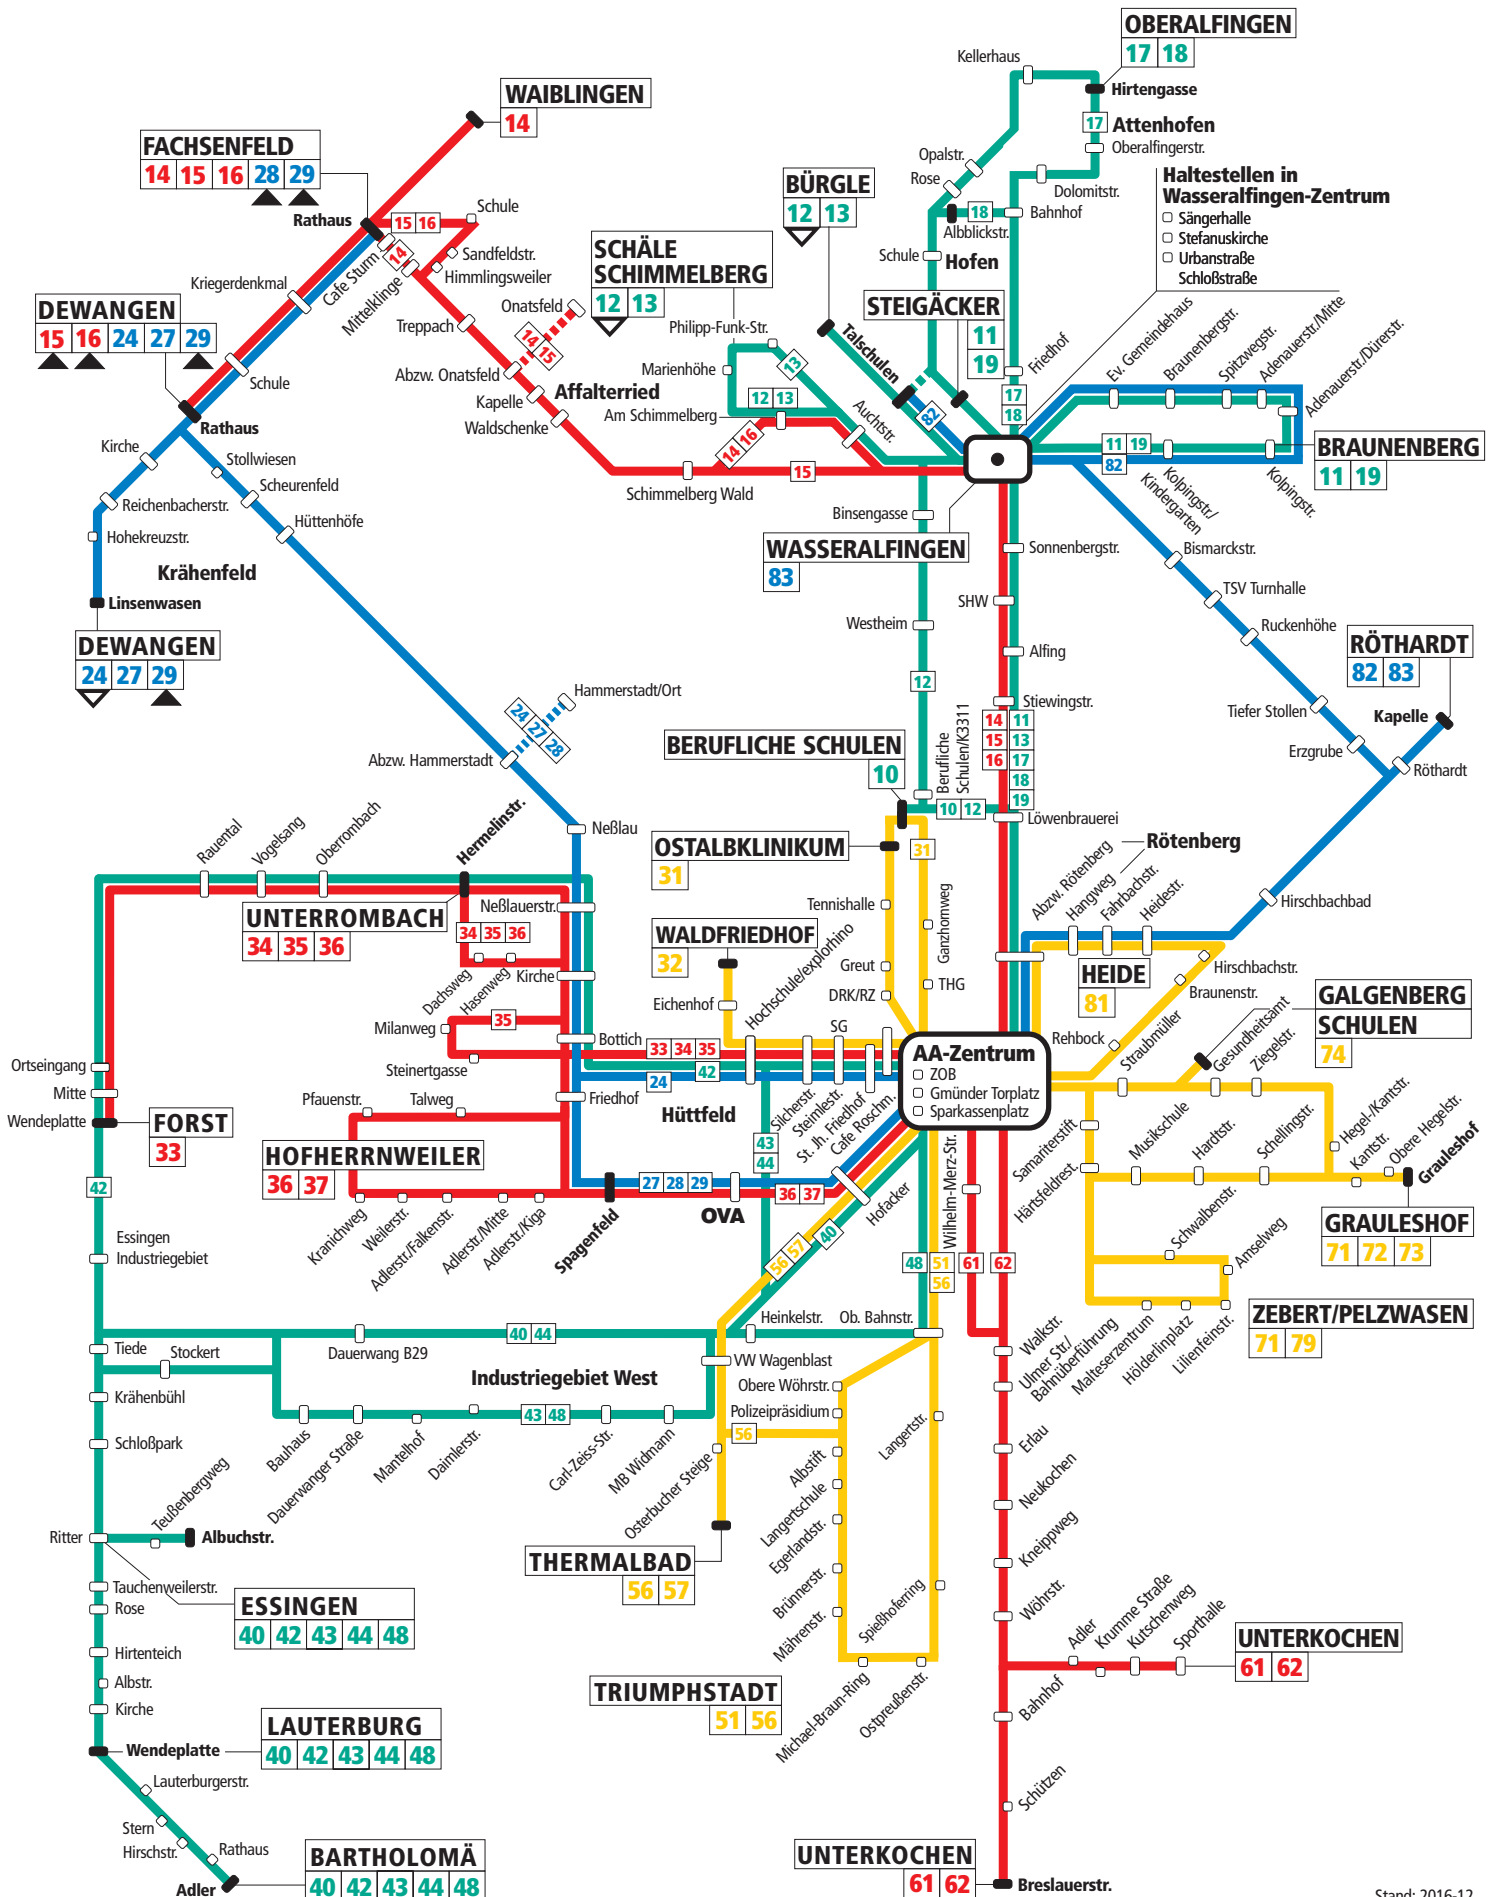 OBERALFINGEN
17 18
Kellerhaus
Hirtengasse
17
Attenhofen
Oberalfingerstr.
WAIBLINGEN
14
FACHSENFELD
14 15 16 28 29
Rathaus
15 16
Schule
Sandfeldstr.
Himmlingsweiler
14
Cafe Sturm
Mittelklinge
Kriegerdenkmal
Treppach
Onatsfeld
14 15
Abzw. Onatsfeld
Kapelle
Waldschenke
Affalterried
DEWANGEN
15 16 24 27 29
Schule
Rathaus
Kirche
Stollwiesen
Scheurenfeld
Hüttenhöfe
Reichenbacherstr.
Hohekreuzstr.
Krähenfeld
Linsenwasen
DEWANGEN
24 27 29
SCHÄLE
SCHIMMELBERG
12 13
Philipp-Funk-Str.
Marienhöhe
13
12 13
Am Schimmelberg
Auchtstr.
14 16
15
Schimmelberg Wald
BÜRGLE
12 13
Talschulen
82
Opalstr.
Rose
18
Albblickstr.
Bahnhof
Dolomitstr.
Schule
Hofen
STEIGÄCKER
11
19
Friedhof
17
18
Haltestellen in
Wasseralfingen-Zentrum
Sängerhalle
Stefanuskirche
Urbanstraße
Schloßstraße
Ev. Gemeindehaus
Braunenbergstr.
Spitzwegstr.
Adenauerstr./Mitte
Adenauerstr./Dürerstr.
11 19
82
Kolpingstr./
Kindergarten
Kolpingstr.
BRAUNENBERG
11 19
WASSERALFINGEN
83
Binsengasse
Westheim
12
Sonnenbergstr.
SHW
Alfing
Stiewingstr.
14 11
15 13
16 17
18
19
Löwenbrauerei
Bismarckstr.
TSV Turnhalle
Ruckenhöhe
Tiefer Stollen
Erzgrube
RÖTHARDT
82 83
Kapelle
Röthardt
Hirschbachbad
Hammerstadt/Ort
24 27 28
Abzw. Hammerstadt
Neßlau
BERUFLICHE SCHULEN
10
Berufliche
Schulen/K3311
10 12
31
OSTALBKLINIKUM
31
Tennishalle
Ganzhornweg
Greut
DRK/RZ
THG
WALDFRIEDHOF
32
Eichenhof
Hochschule/explorhino
SG
Abzw. Rötenberg
Hangweg
Fahrbachstr.
Heidestr.
Rötenberg
HEIDE
81
Hirschbachstr.
Braunenstr.
Rehbock
Rauental
Vogelsang
Oberrombach
Hermelinstr.
UNTERROMBACH
34 35 36
Neßlauerstr.
34 35 36
Dachsweg
Hasenweg
Kirche
35
Milanweg
Steinertgasse
Bottich
33 34 35
42
24
Hüttfeld
Friedhof
Ortseingang
Mitte
Wendeplatte
FORST
33
Pfauenstr.
Talweg
HOFHERRNWEILER
36 37
Kranichweg
Weilerstr.
Adlerstr./Falkenstr.
Adlerstr./Mitte
Adlerstr./Kiga
Spagenfeld
27 28 29
OVA
36 37
43
44
Silcherstr.
Steimlestr.
St. Jh. Friedhof
Cafe Roschm.
Hofacker
AA-Zentrum
ZOB
Gmünder Torplatz
Sparkassenplatz
Straubmüller
Gesundheitsamt
Ziegelstr.
GALGENBERG
SCHULEN
74
Samariterstift
Härtsfeldrest.
Musikschule
Hardtstr.
Schellingstr.
Hegel-/Kantstr.
Kantstr.
Obere Hegelstr.
Grauleshof
GRAULESHOF
71 72 73
Schwalbenstr.
Amselweg
Malteserzentrum
Hölderlinplatz
Lilienfeinstr.
ZEBERT/PELZWASEN
71 79
42
Essingen
Industriegebiet
56 57
40
48
51
56
Wilhelm-Merz-Str.
61
62
Tiede
Stockert
Dauerwang B29
40 44
Heinkelstr.
Ob. Bahnstr.
Industriegebiet West
VW Wagenblast
Obere Wöhrstr.
Polizeipräsidium
56
Krähenbühl
Schloßpark
Bauhaus
Dauerwanger Straße
Mantelhof
Daimlerstr.
43 48
Carl-Zeiss-Str.
MB Widmann
Osterbucher Steige
Albstift
Langertschule
Egerlandstr.
Brünnerstr.
Mährenstr.
Langertstr.
Spießhoferring
Michael-Braun-Ring
Ostpreußenstr.
THERMALBAD
56 57
TRIUMPHSTADT
51 56
Walkstr.
Ulmer Str./
Bahnüberführung
Erlau
Neukochen
Kneippweg
Wöhrstr.
Adler
Krumme Straße
Kutschenweg
Sporthalle
UNTERKOCHEN
61 62
Bahnhof
Schützen
UNTERKOCHEN
61 62
Breslauerstr.
Ritter
Teußenbergweg
Albuchstr.
Tauchenweilerstr.
Rose
ESSINGEN
40 42 43 44 48
Hirtenteich
Albstr.
Kirche
LAUTERBURG
40 42 43 44 48
Wendeplatte
Lauterburgerstr.
Stern
Hirschstr.
Rathaus
Adler
BARTHOLOMÄ
40 42 43 44 48
Stand: 2016-12